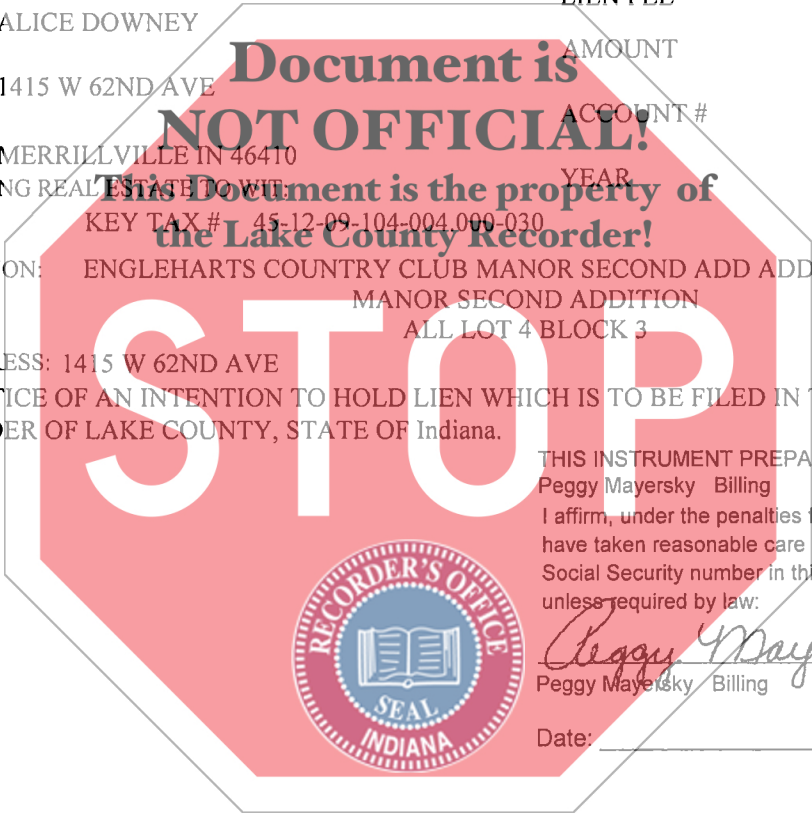 LIEN FEE
ALICE DOWNEY
AMOUNT
Document is
1415 W 62ND AVE
ACCOUNT #
NOT OFFICIAL!
MERRILLVILLE IN 46410
YEAR
NG REAL ESTATE TO WIT:
This Document is the property of
KEY TAX # 45-12-09-104-004.000-030
the Lake County Recorder!
ON: ENGLEHARTS COUNTRY CLUB MANOR SECOND ADD ADD
MANOR SECOND ADDITION
ALL LOT 4 BLOCK 3
ESS: 1415 W 62ND AVE
TICE OF AN INTENTION TO HOLD LIEN WHICH IS TO BE FILED IN
ER OF LAKE COUNTY, STATE OF Indiana.
STOP
THIS INSTRUMENT PREPA
Peggy Mayersky Billing
I affirm, under the penalties
have taken reasonable care
Social Security number in thi
unless required by law:
Peggy May
Peggy Mayersky Billing
Date:
RECORDER'S OFFICE
SEAL
INDIANA